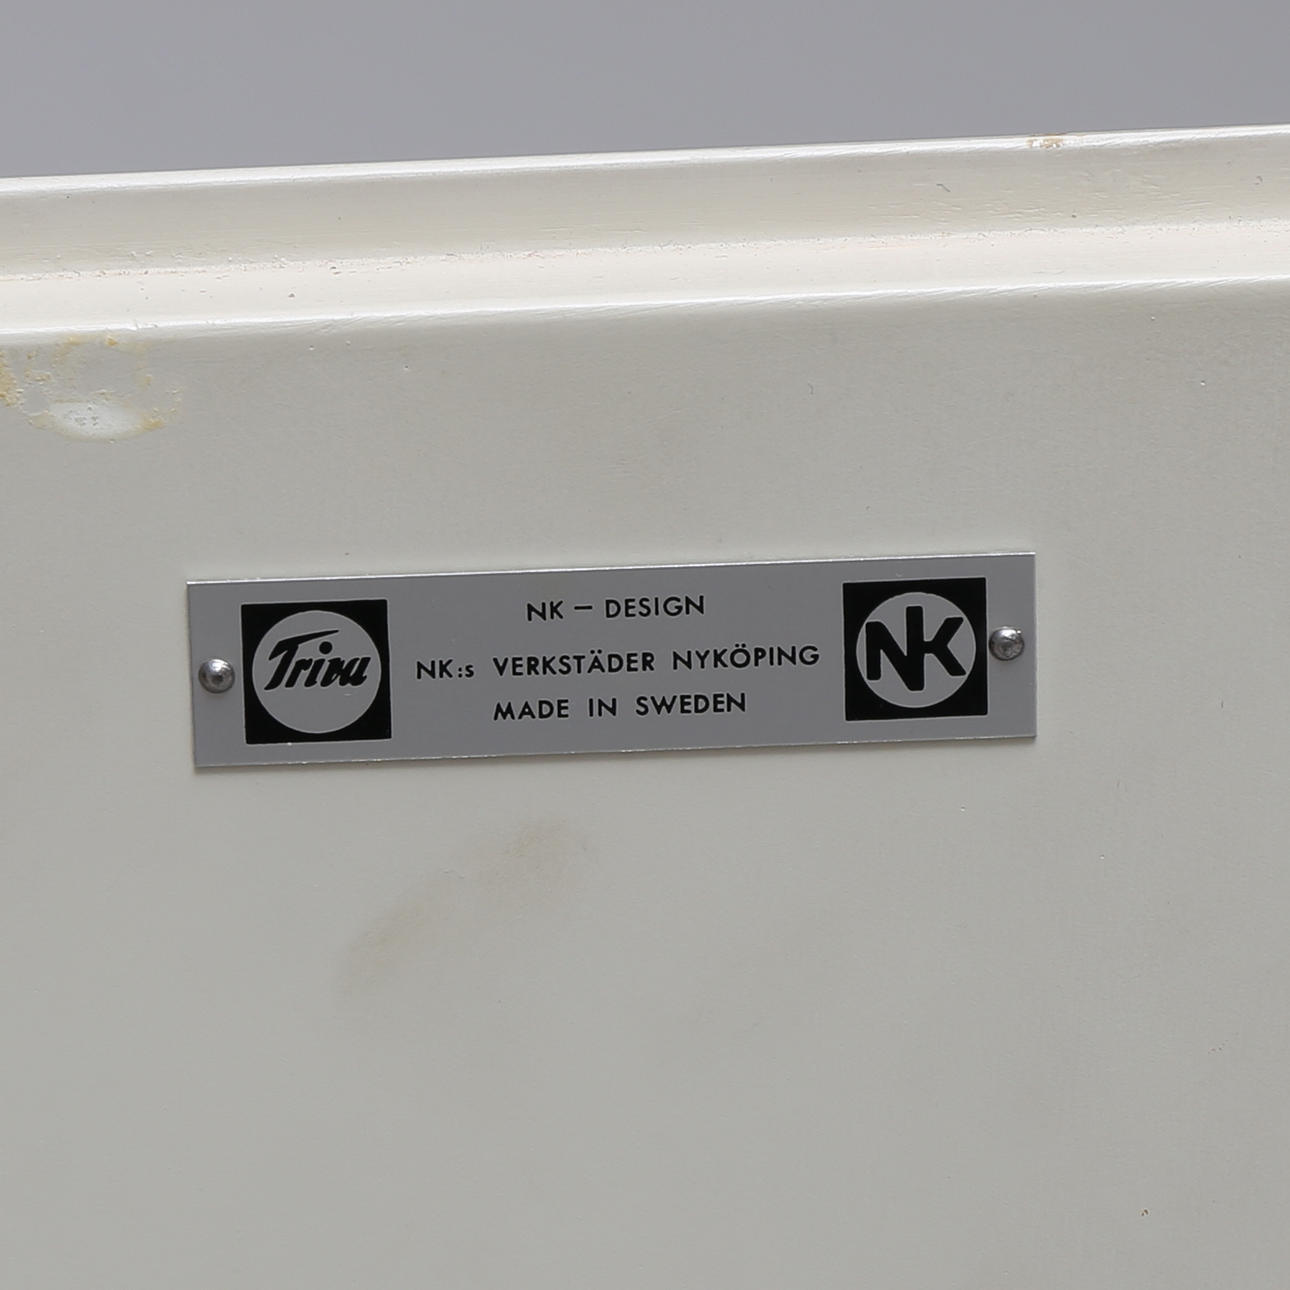 Triva
NK – DESIGN
NK:s VERKSTÄDER NYKÖPING
MADE IN SWEDEN
NK